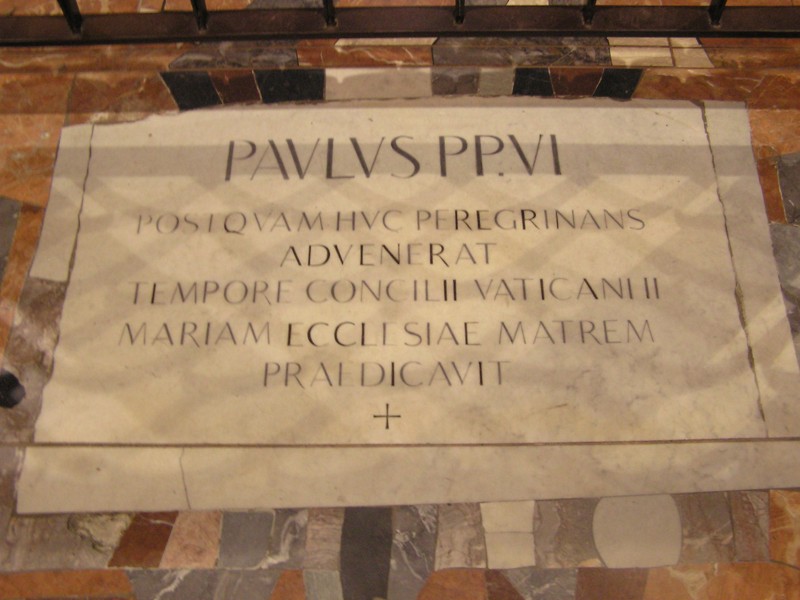 PAVLVS PP. VI
POSTQVAM HVC PEREGRINANS
ADVENERAT
TEMPORE CONCILII VATICANI II
MARIAM ECCLESIAE MATREM
PRAEDICAVIT
+